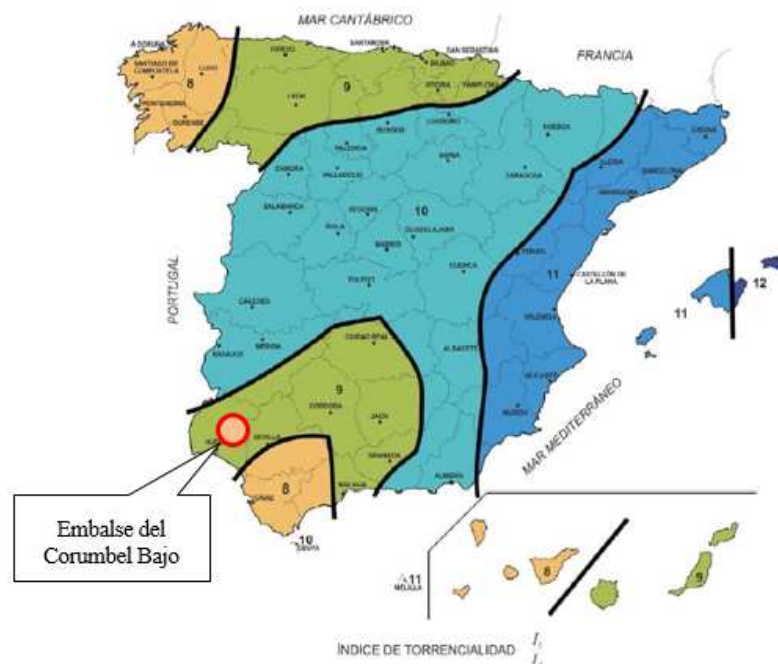 MAR CANTÁBRICO
FRANCIA
PORTUGAL
MAR MEDITERRÁNEO
A CORUÑA
SANTIAGO DE
COMPOSTELA
LUGO
PONTEVEDRA
OURENSE
8
OVIEDO
SANTANDER
SAN SEBASTIÁN
BILBAO
VITORIA
PAMPLONA
LEÓN
9
BURGOS
LOGROÑO
HUESCA
PALENCIA
ZAMORA
VALLADOLID
SORIA
ZARAGOZA
LLEIDA
GIRONA
BARCELONA
TARRAGONA
SALAMANCA
SEGOVIA
10
ÁVILA
GUADALAJARA
MADRID
TERUEL
CUENCA
TOLEDO
11
CASTELLÓN DE
LA PLANA
11
12
CÁCERES
VALENCIA
BADAJOZ
MÉRIDA
CIUDAD REAL
ALBACETE
ALICANTE
MURCIA
9
CÓRDOBA
JAÉN
SEVILLA
GRANADA
ALMERÍA
MÁLAGA
8
10
CEUTA
11
MELILLA
8
9
Embalse del
Corumbel Bajo
ÍNDICE DE TORRENCIALIDAD